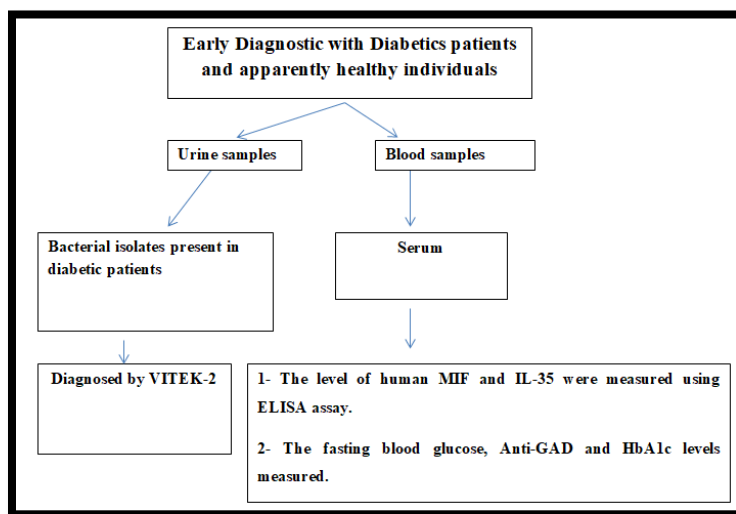 Early Diagnostic with Diabetics patients
and apparently healthy individuals
Urine samples
Blood samples
Bacterial isolates present in
diabetic patients
Serum
Diagnosed by VITEK-2
1- The level of human MIF and IL-35 were measured using
ELISA assay.
2- The fasting blood glucose, Anti-GAD and HbA1c levels
measured.